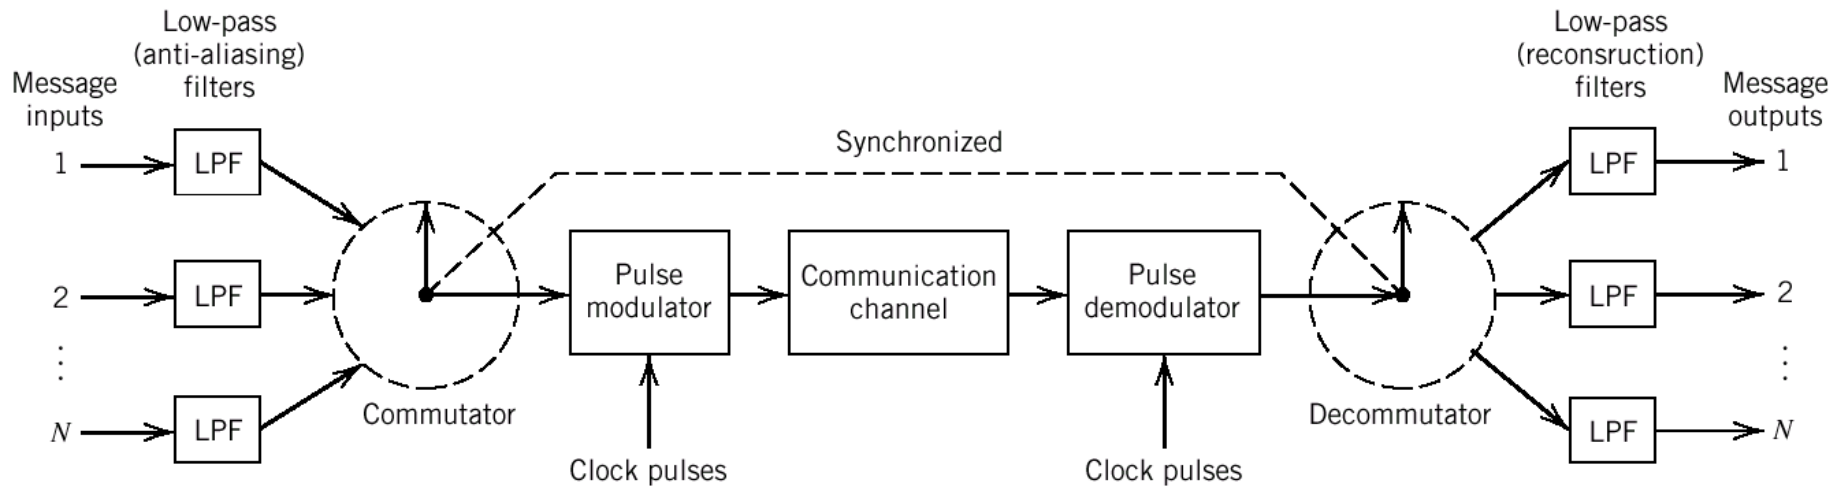 Low-pass
(anti-aliasing)
filters
Message
inputs
1
LPF
2
LPF
⋮
N
LPF
Commutator
Synchronized
Pulse
modulator
Clock pulses
Communication
channel
Pulse
demodulator
Clock pulses
Decommutator
Low-pass
(reconsruction)
filters
Message
outputs
LPF
1
LPF
2
⋮
LPF
N